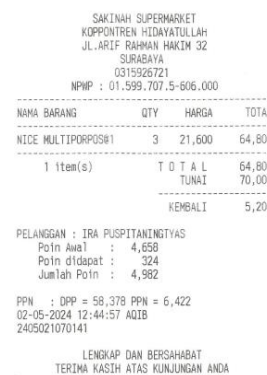 SAKINAH SUPERMARKET
KOPPONTREN HIDAYATULLAH
JL.ARIF RAHMAN HAKIM 32
SURABAYA
0315926721
NPWP : 01.599.707.5-606.000
NAMA BARANG QTY HARGA TOTA
NICE MULTIPORPOS#1 3 21,600 64,80
1 item(s) T O T A L 64,80
TUNAI 70,00
KEMBALI 5,20
PELANGGAN : IRA PUSPITANINGTYAS
Poin Awal : 4,658
Poin didapat : 324
Jumlah Poin : 4,982
PPN : DPP = 58,378 PPN = 6,422
02-05-2024 12:44:57 AQIB
2405021070141
LENGKAP DAN BERSAHABAT
TERIMA KASIH ATAS KUNJUNGAN ANDA